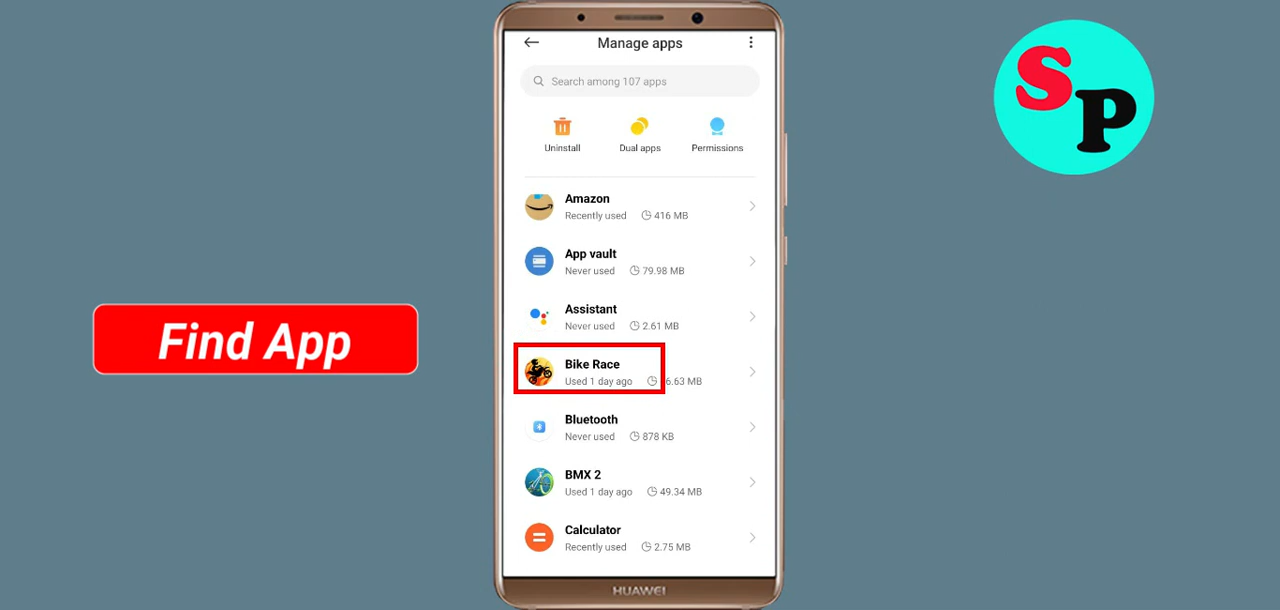 Manage apps
Search among 107 apps
Uninstall
Dual apps
Permissions
Amazon
Recently used 416 MB
App vault
Never used 79.98 MB
Assistant
Never used 2.61 MB
Bike Race
Used 1 day ago 6.63 MB
Bluetooth
Never used 878 KB
BMX 2
Used 1 day ago 49.34 MB
Calculator
Recently used 2.75 MB
HUAWEI
Find App
SP